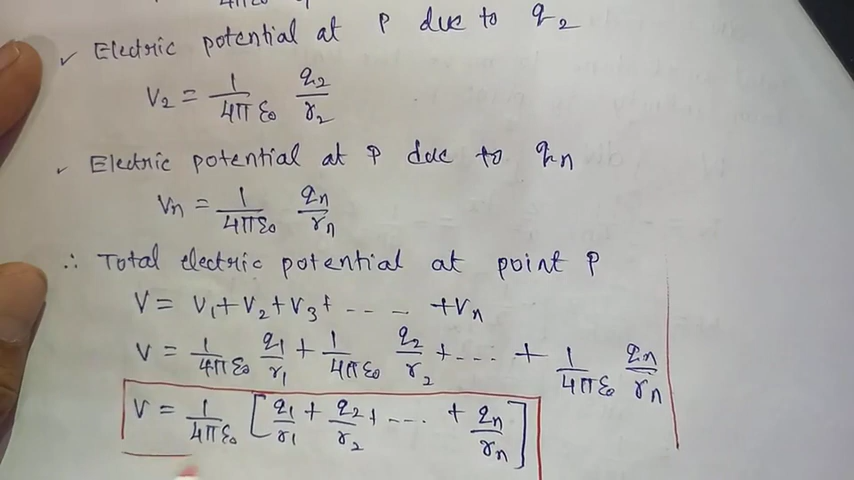 4πε₀ r₁
✓ Electric potential at P due to q₂
V₂ = 1/4πε₀ q₂/r₂
✓ Electric potential at P due to qn
Vn = 1/4πε₀ qn/rn
∴ Total electric potential at point P
V = V₁+V₂+V₃+ - - - - +Vn
V = 1/4πε₀ q₁/r₁ + 1/4πε₀ q₂/r₂ + - - - - + 1/4πε₀ qn/rn
V = 1/4πε₀ [q₁/r₁ + q₂/r₂ + - - - - + qn/rn]